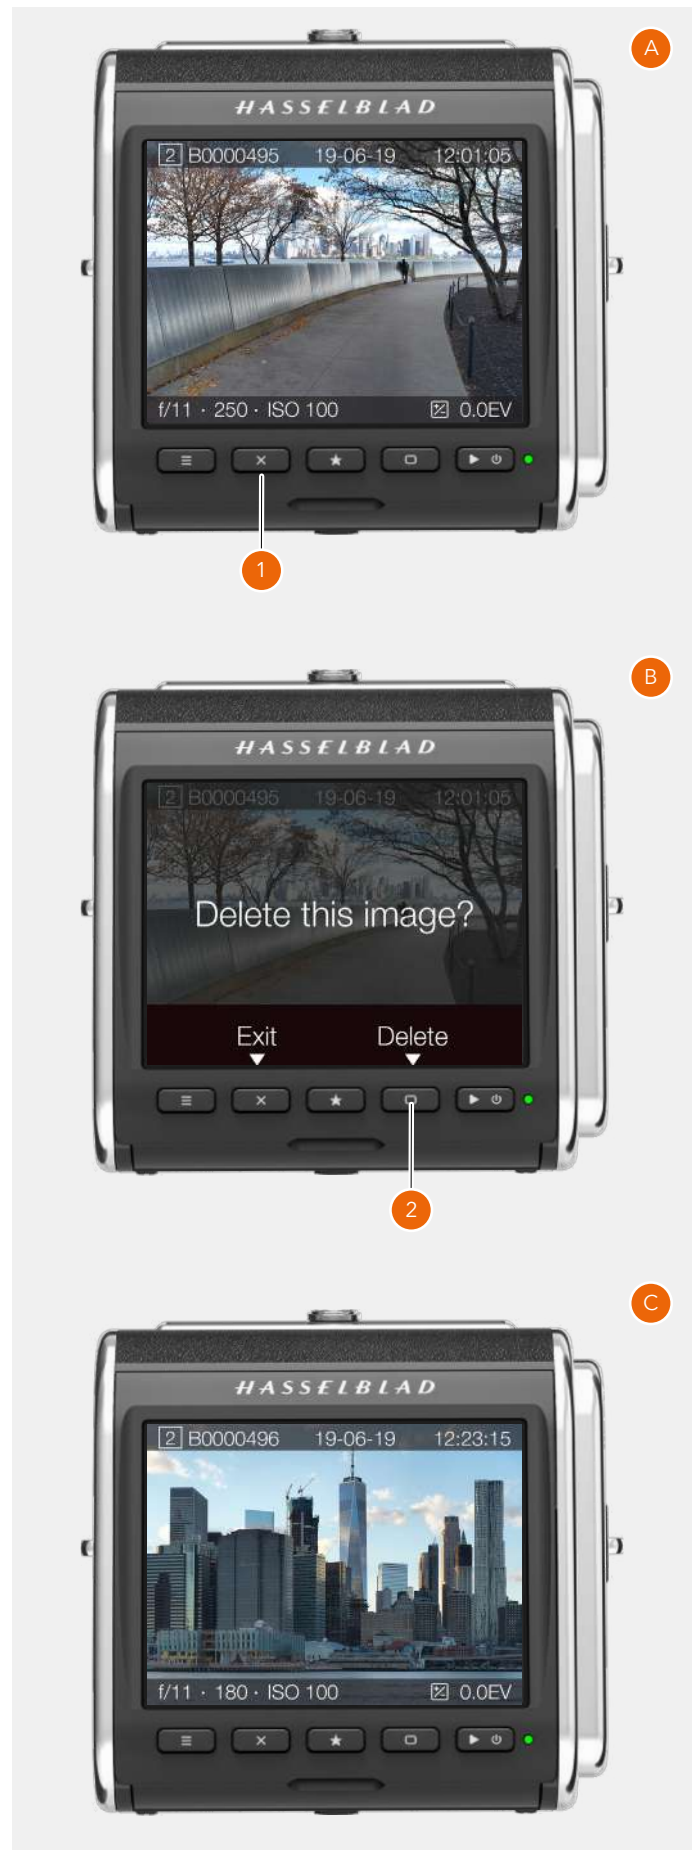 A
HASSELBLAD
2 B0000495 19-06-19 12:01:05
f/11 · 250 · ISO 100 0.0EV
1
B
HASSELBLAD
2 B0000495 19-06-19 12:01:05
Delete this image?
Exit Delete
2
C
HASSELBLAD
2 B0000496 19-06-19 12:23:15
f/11 · 180 · ISO 100 0.0EV